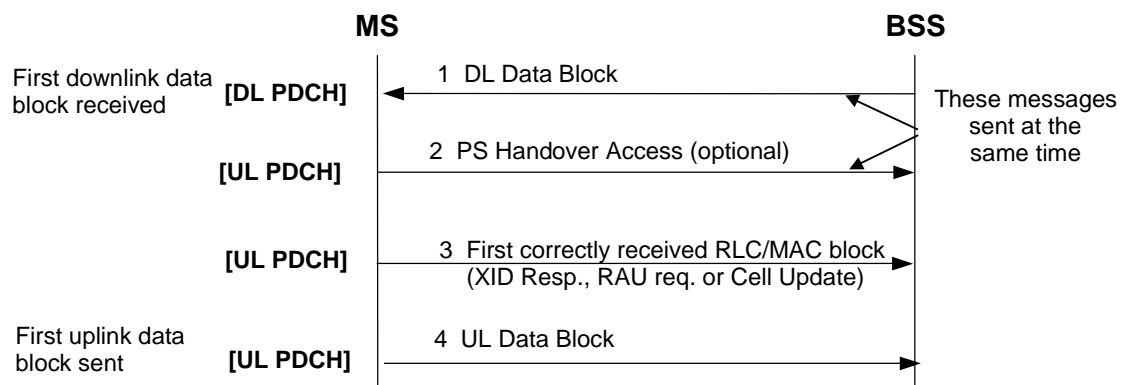 MS
BSS
First downlink data
block received
[DL PDCH]
1 DL Data Block
These messages
sent at the
same time
[UL PDCH]
2 PS Handover Access (optional)
[UL PDCH]
3 First correctly received RLC/MAC block
(XID Resp., RAU req. or Cell Update)
First uplink data
block sent
[UL PDCH]
4 UL Data Block